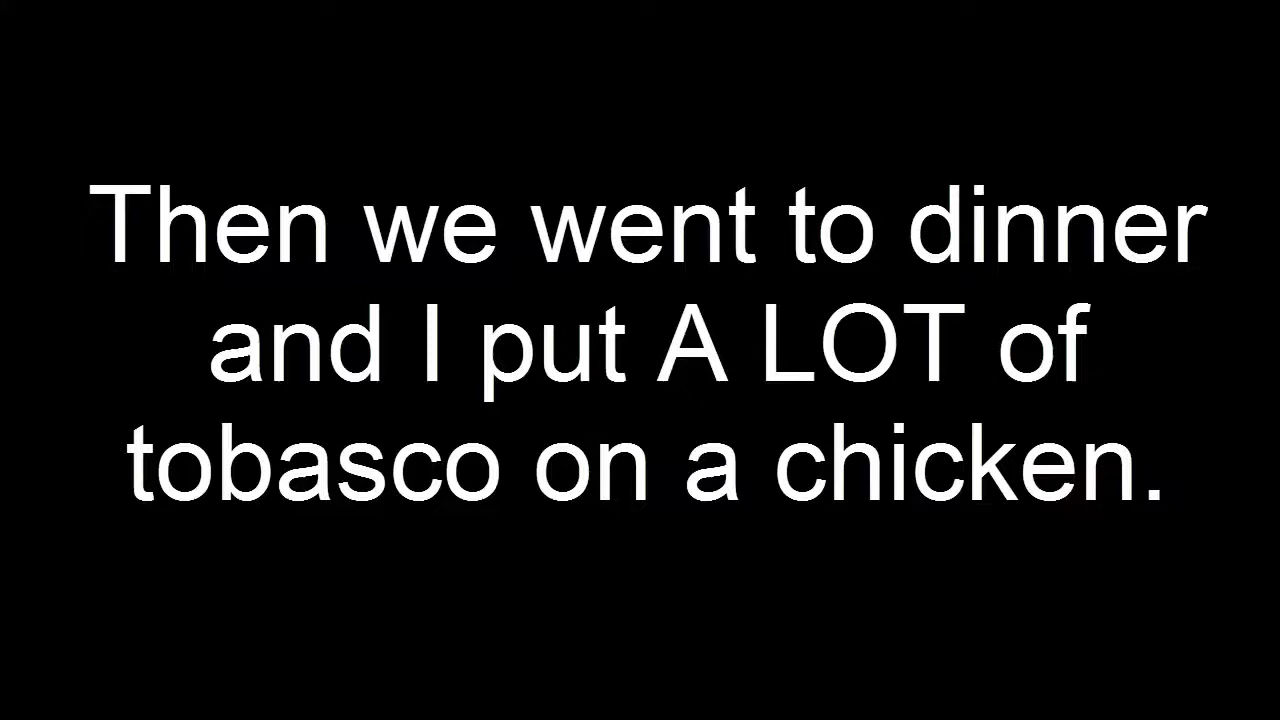 Then we went to dinner
and I put A LOT of
tobasco on a chicken.